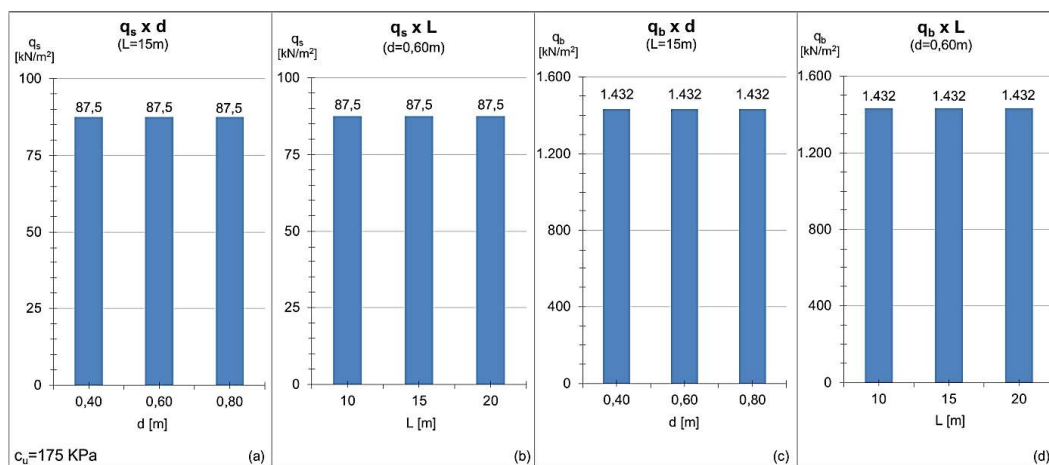 qₛ x d
(L=15m)
qₛ
[kN/m²]
100
75
50
25
0
87,5 87,5 87,5
0,40 0,60 0,80
d [m]
cᵤ=175 KPa
(a)
qₛ x L
(d=0,60m)
qₛ
[kN/m²]
100
75
50
25
0
87,5 87,5 87,5
10 15 20
L [m]
(b)
q_b x d
(L=15m)
q_b
[kN/m²]
1.600
1.200
800
400
0
1.432 1.432 1.432
0,40 0,60 0,80
d [m]
(c)
q_b x L
(d=0,60m)
q_b
[kN/m²]
1.600
1.200
800
400
0
1.432 1.432 1.432
10 15 20
L [m]
(d)